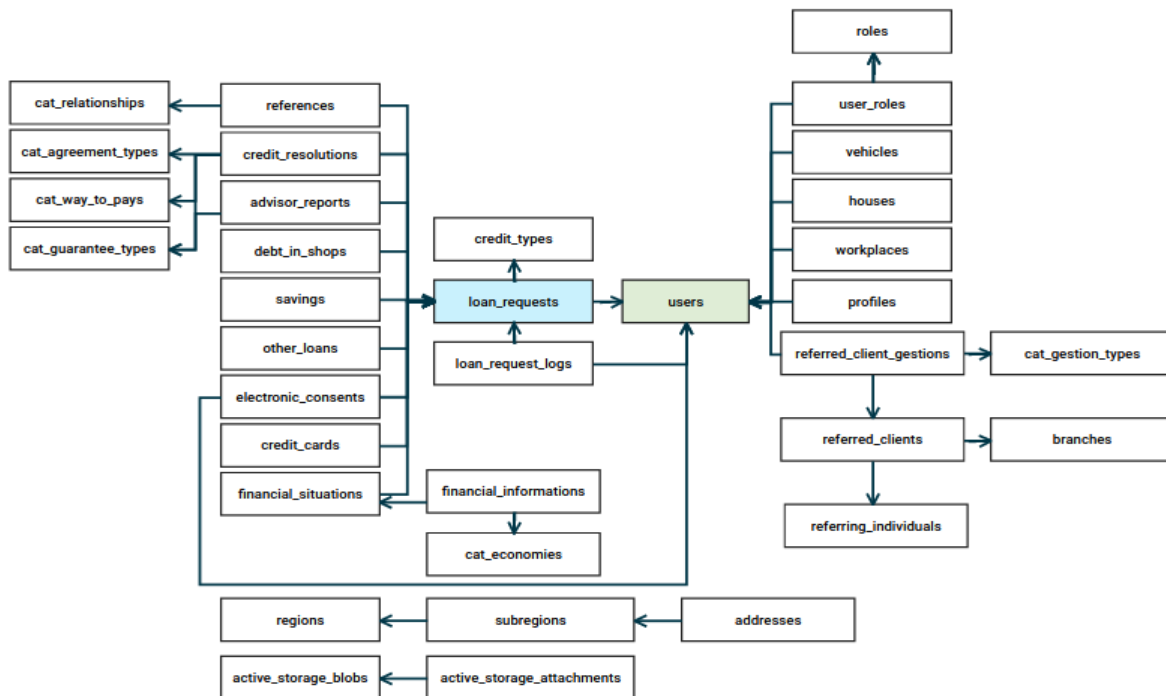 roles
cat_relationships
references
user_roles
cat_agreement_types
credit_resolutions
vehicles
cat_way_to_pays
advisor_reports
houses
cat_guarantee_types
debt_in_shops
credit_types
workplaces
savings
loan_requests
users
profiles
other_loans
loan_request_logs
referred_client_gestions
cat_gestion_types
electronic_consents
credit_cards
referred_clients
branches
financial_situations
financial_informations
referring_individuals
cat_economies
regions
subregions
addresses
active_storage_blobs
active_storage_attachments